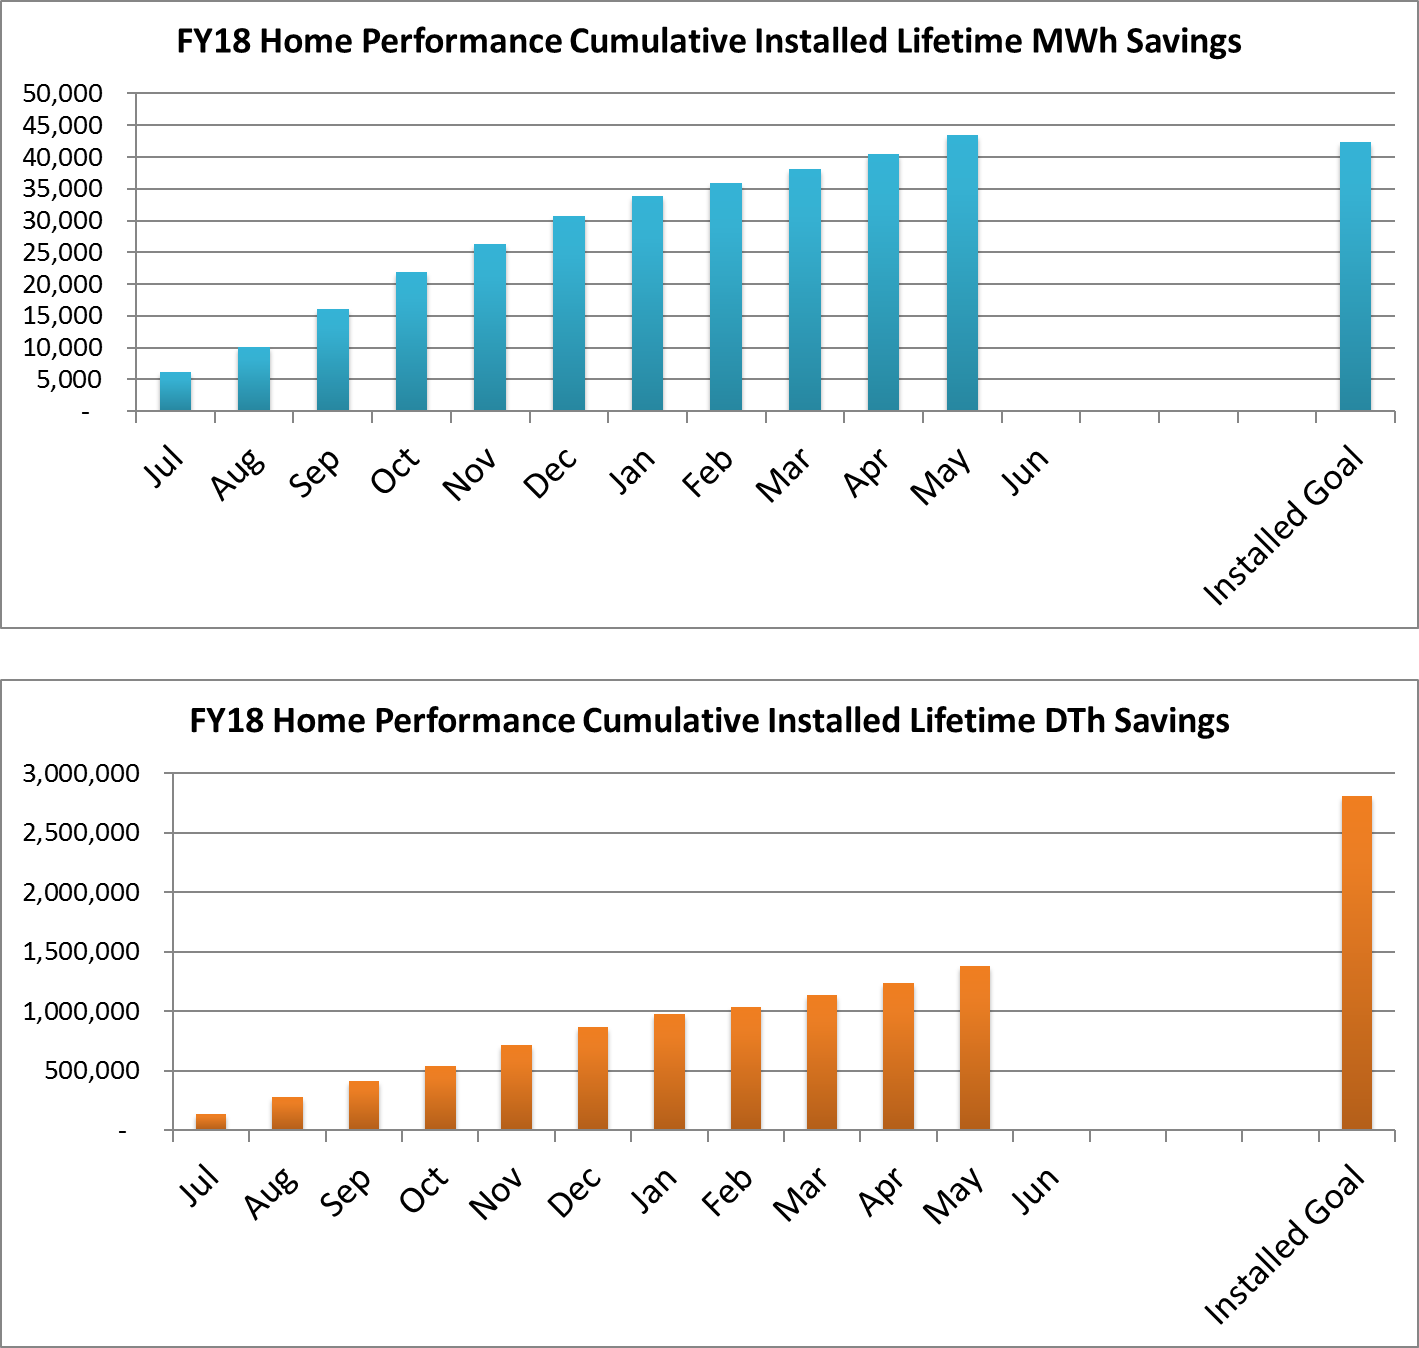 FY18 Home Performance Cumulative Installed Lifetime MWh Savings
50,000
45,000
40,000
35,000
30,000
25,000
20,000
15,000
10,000
5,000
-
Jul
Aug
Sep
Oct
Nov
Dec
Jan
Feb
Mar
Apr
May
Jun
Installed Goal
FY18 Home Performance Cumulative Installed Lifetime DTh Savings
3,000,000
2,500,000
2,000,000
1,500,000
1,000,000
500,000
-
Jul
Aug
Sep
Oct
Nov
Dec
Jan
Feb
Mar
Apr
May
Jun
Installed Goal